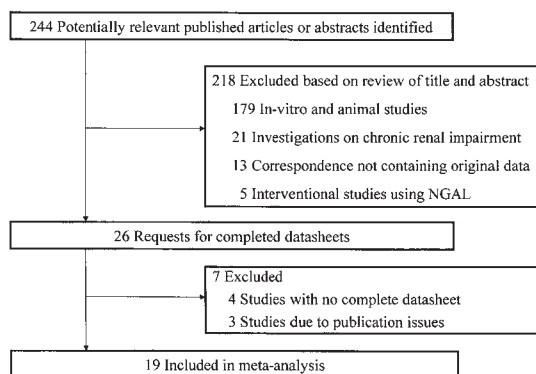 244 Potentially relevant published articles or abstracts identified
218 Excluded based on review of title and abstract
179 In-vitro and animal studies
21 Investigations on chronic renal impairment
13 Correspondence not containing original data
5 Interventional studies using NGAL
26 Requests for completed datasheets
7 Excluded
4 Studies with no complete datasheet
3 Studies due to publication issues
19 Included in meta-analysis